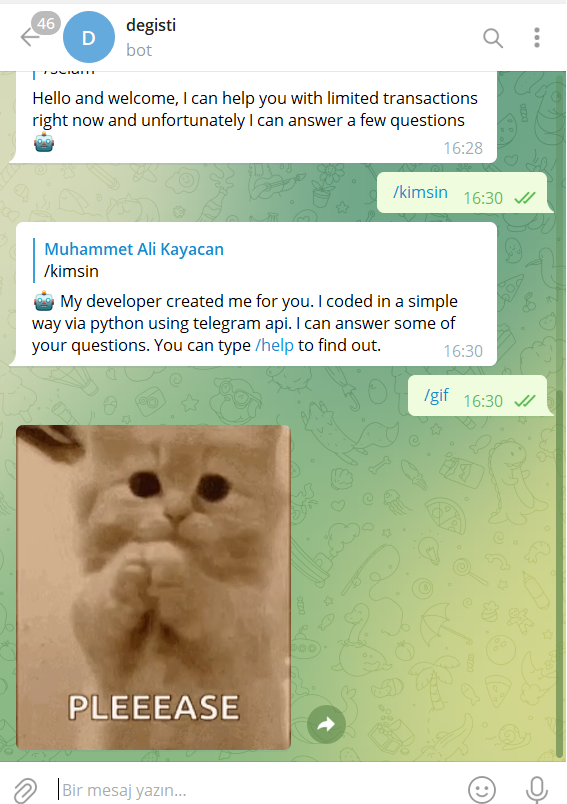 46
D
degisti
bot
/selam
Hello and welcome, I can help you with limited transactions
right now and unfortunately I can answer a few questions
16:28
/kimsin 16:30
Muhammet Ali Kayacan
/kimsin
My developer created me for you. I coded in a simple
way via python using telegram api. I can answer some of
your questions. You can type /help to find out.
16:30
/gif 16:30
PLEEEASE
Bir mesaj yazın...